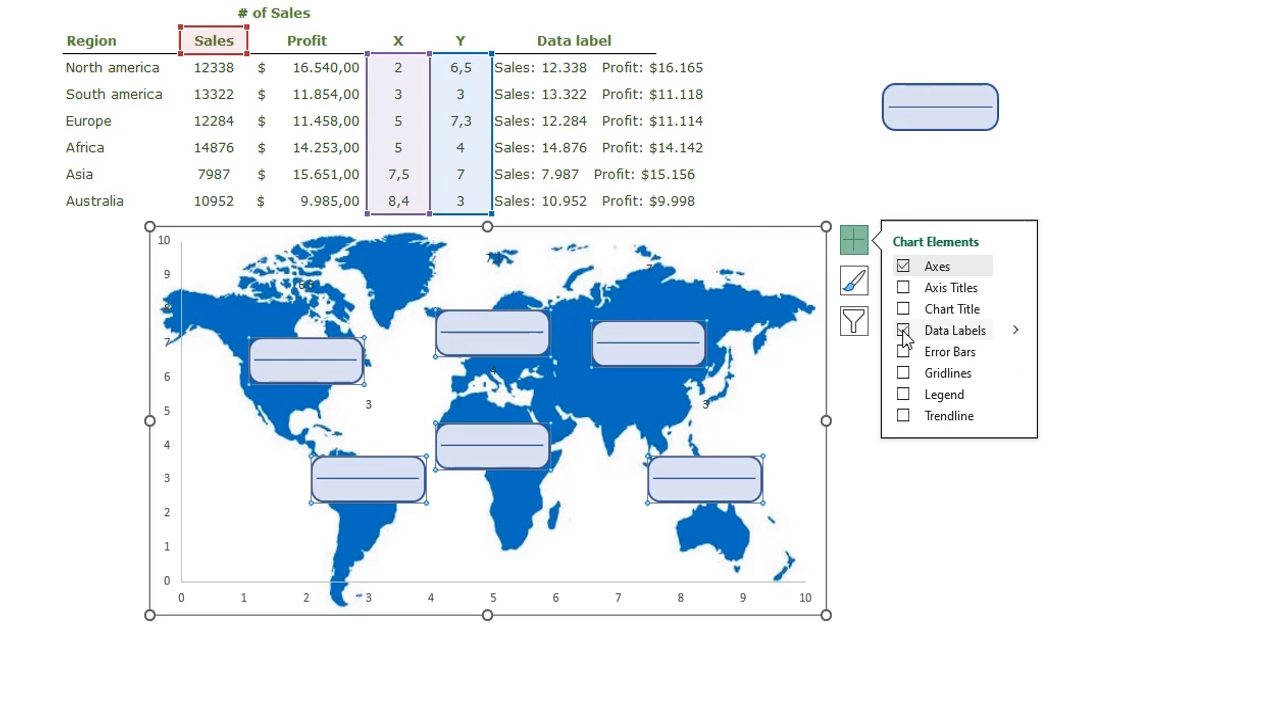 # of Sales
Region Sales Profit X Y Data label
North america 12338 $ 16.540,00 2 6,5 Sales: 12.338 Profit: $16.165
South america 13322 $ 11.854,00 3 3 Sales: 13.322 Profit: $11.118
Europe 12284 $ 11.458,00 5 7,3 Sales: 12.284 Profit: $11.114
Africa 14876 $ 14.253,00 5 4 Sales: 14.876 Profit: $14.142
Asia 7987 $ 15.651,00 7,5 7 Sales: 7.987 Profit: $15.156
Australia 10952 $ 9.985,00 8,4 3 Sales: 10.952 Profit: $9.998
Chart Elements
Axes
Axis Titles
Chart Title
Data Labels
Error Bars
Gridlines
Legend
Trendline
10
9
8
7
6
5
4
3
2
1
0
6,5
7
4
3
3
0 1 2 3 4 5 6 7 8 9 10